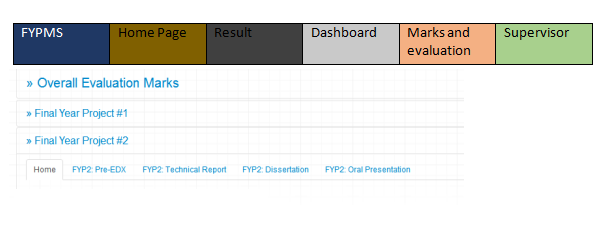 FYPMS Home Page Result Dashboard Marks and evaluation Supervisor
» Overall Evaluation Marks
» Final Year Project #1
» Final Year Project #2
Home FYP2: Pre-EDX FYP2: Technical Report FYP2: Dissertation FYP2: Oral Presentation